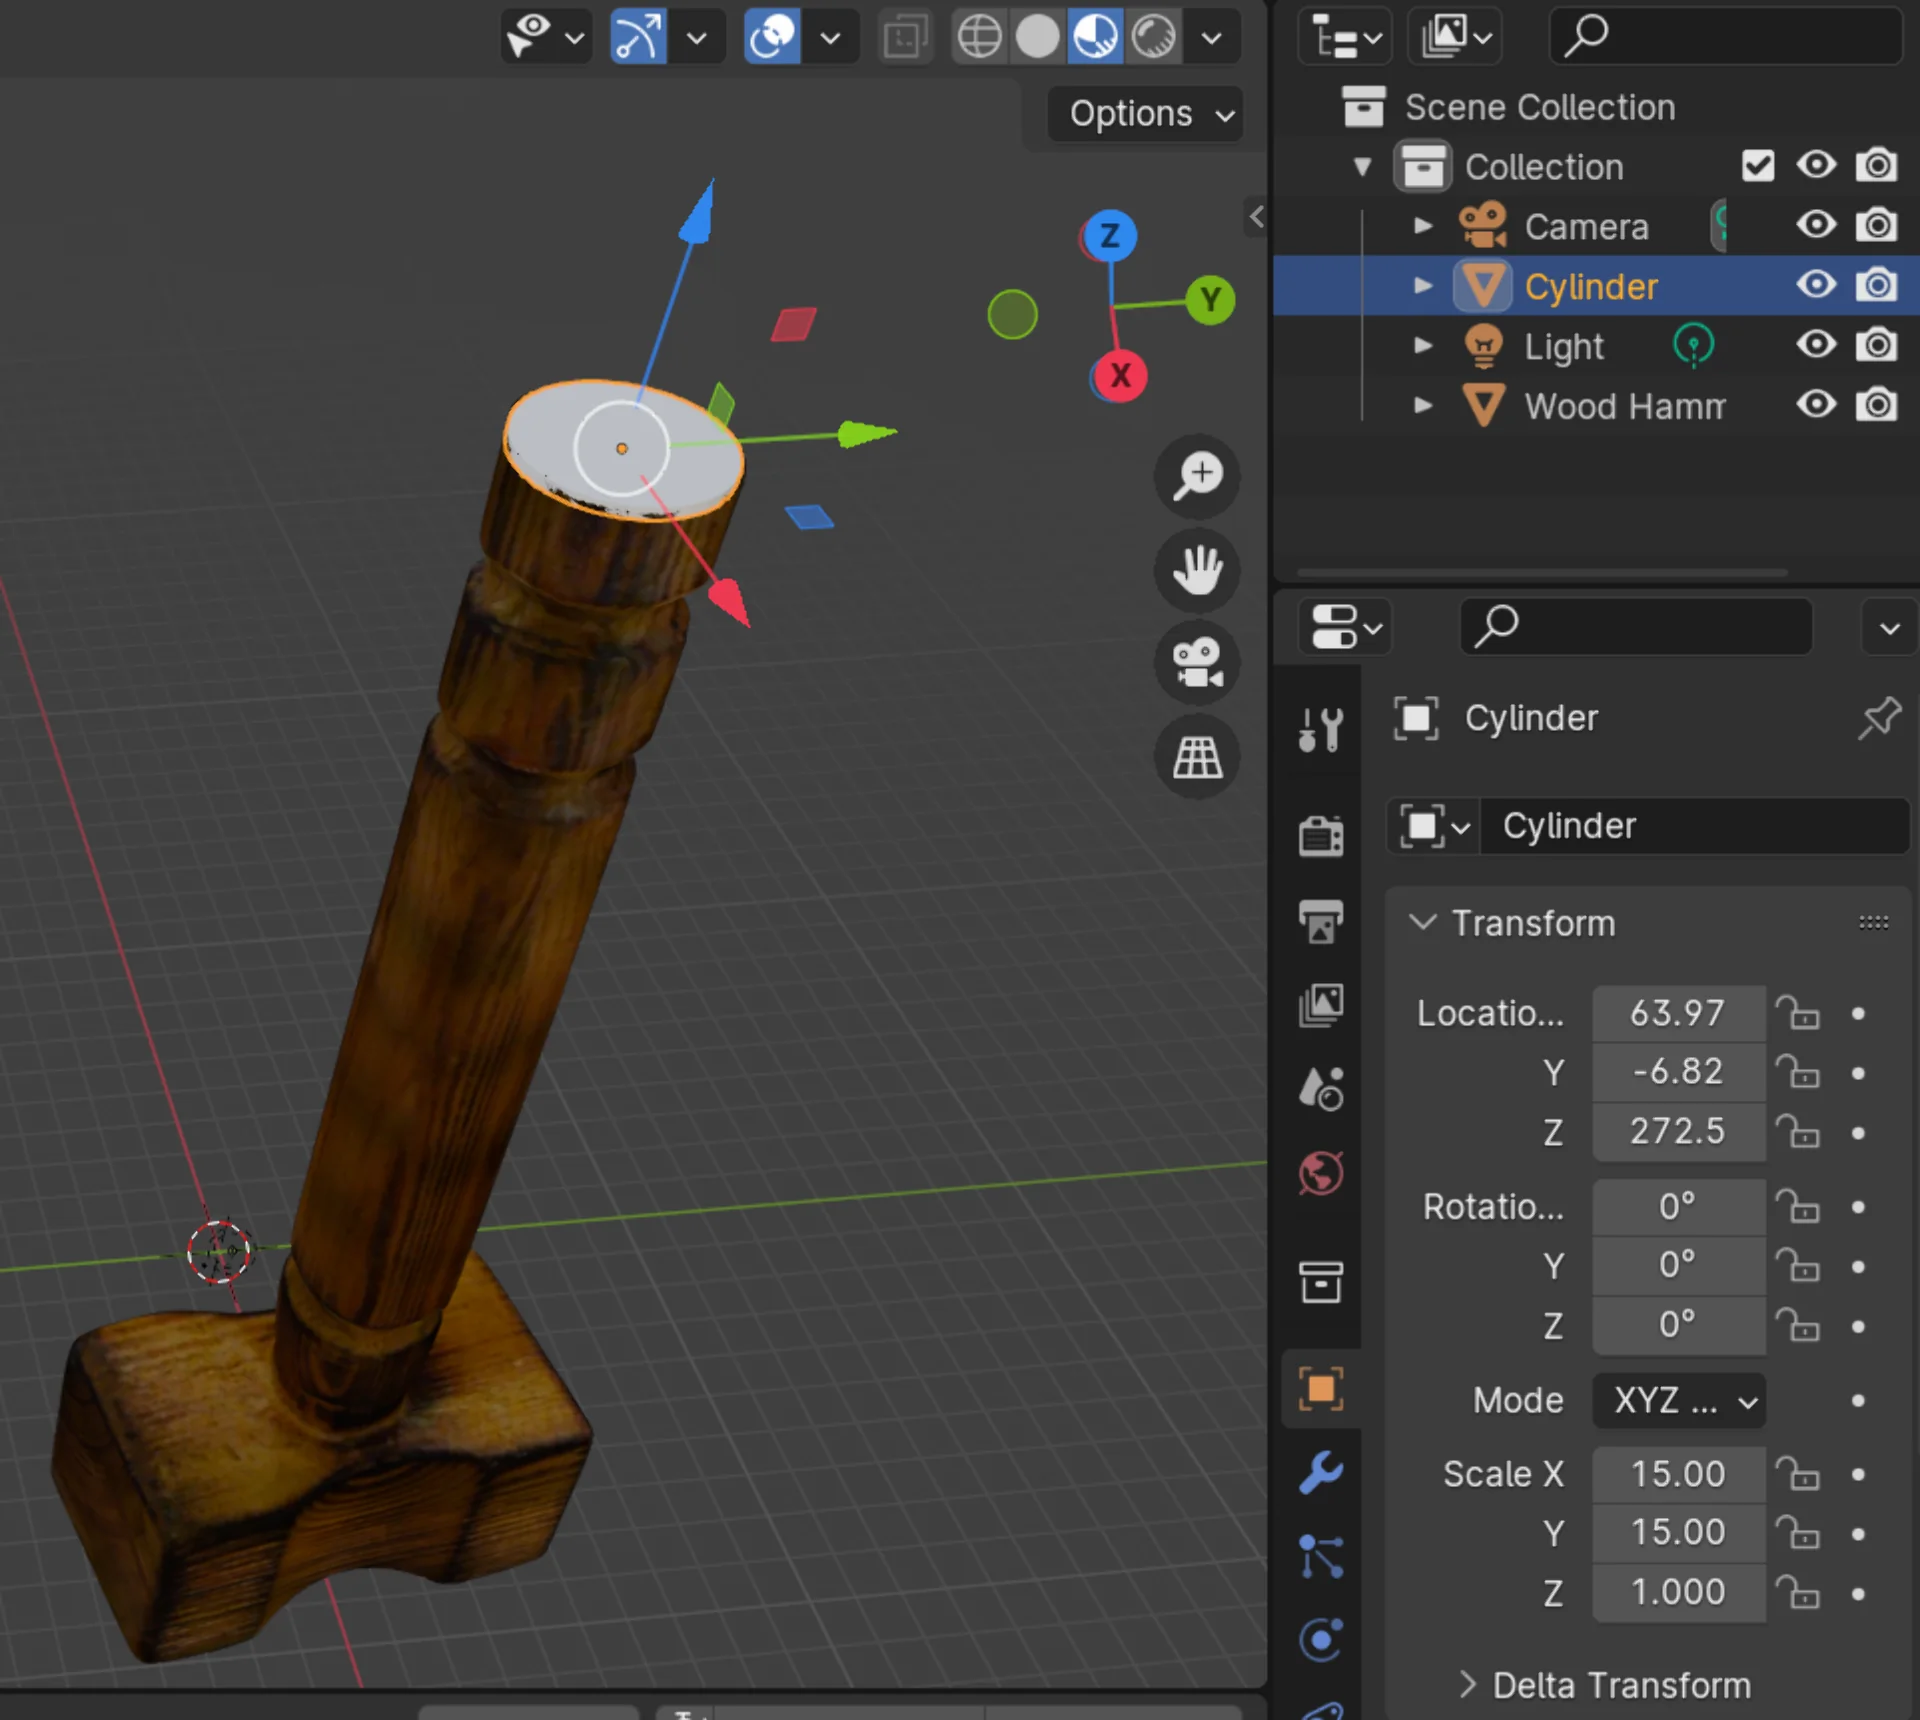 Options
Z
Y
X
Scene Collection
Collection
Camera
Cylinder
Light
Wood Hamm
Cylinder
Cylinder
Transform
Locatio... 63.97
Y -6.82
Z 272.5
Rotatio... 0°
Y 0°
Z 0°
Mode XYZ ...
Scale X 15.00
Y 15.00
Z 1.000
Delta Transform